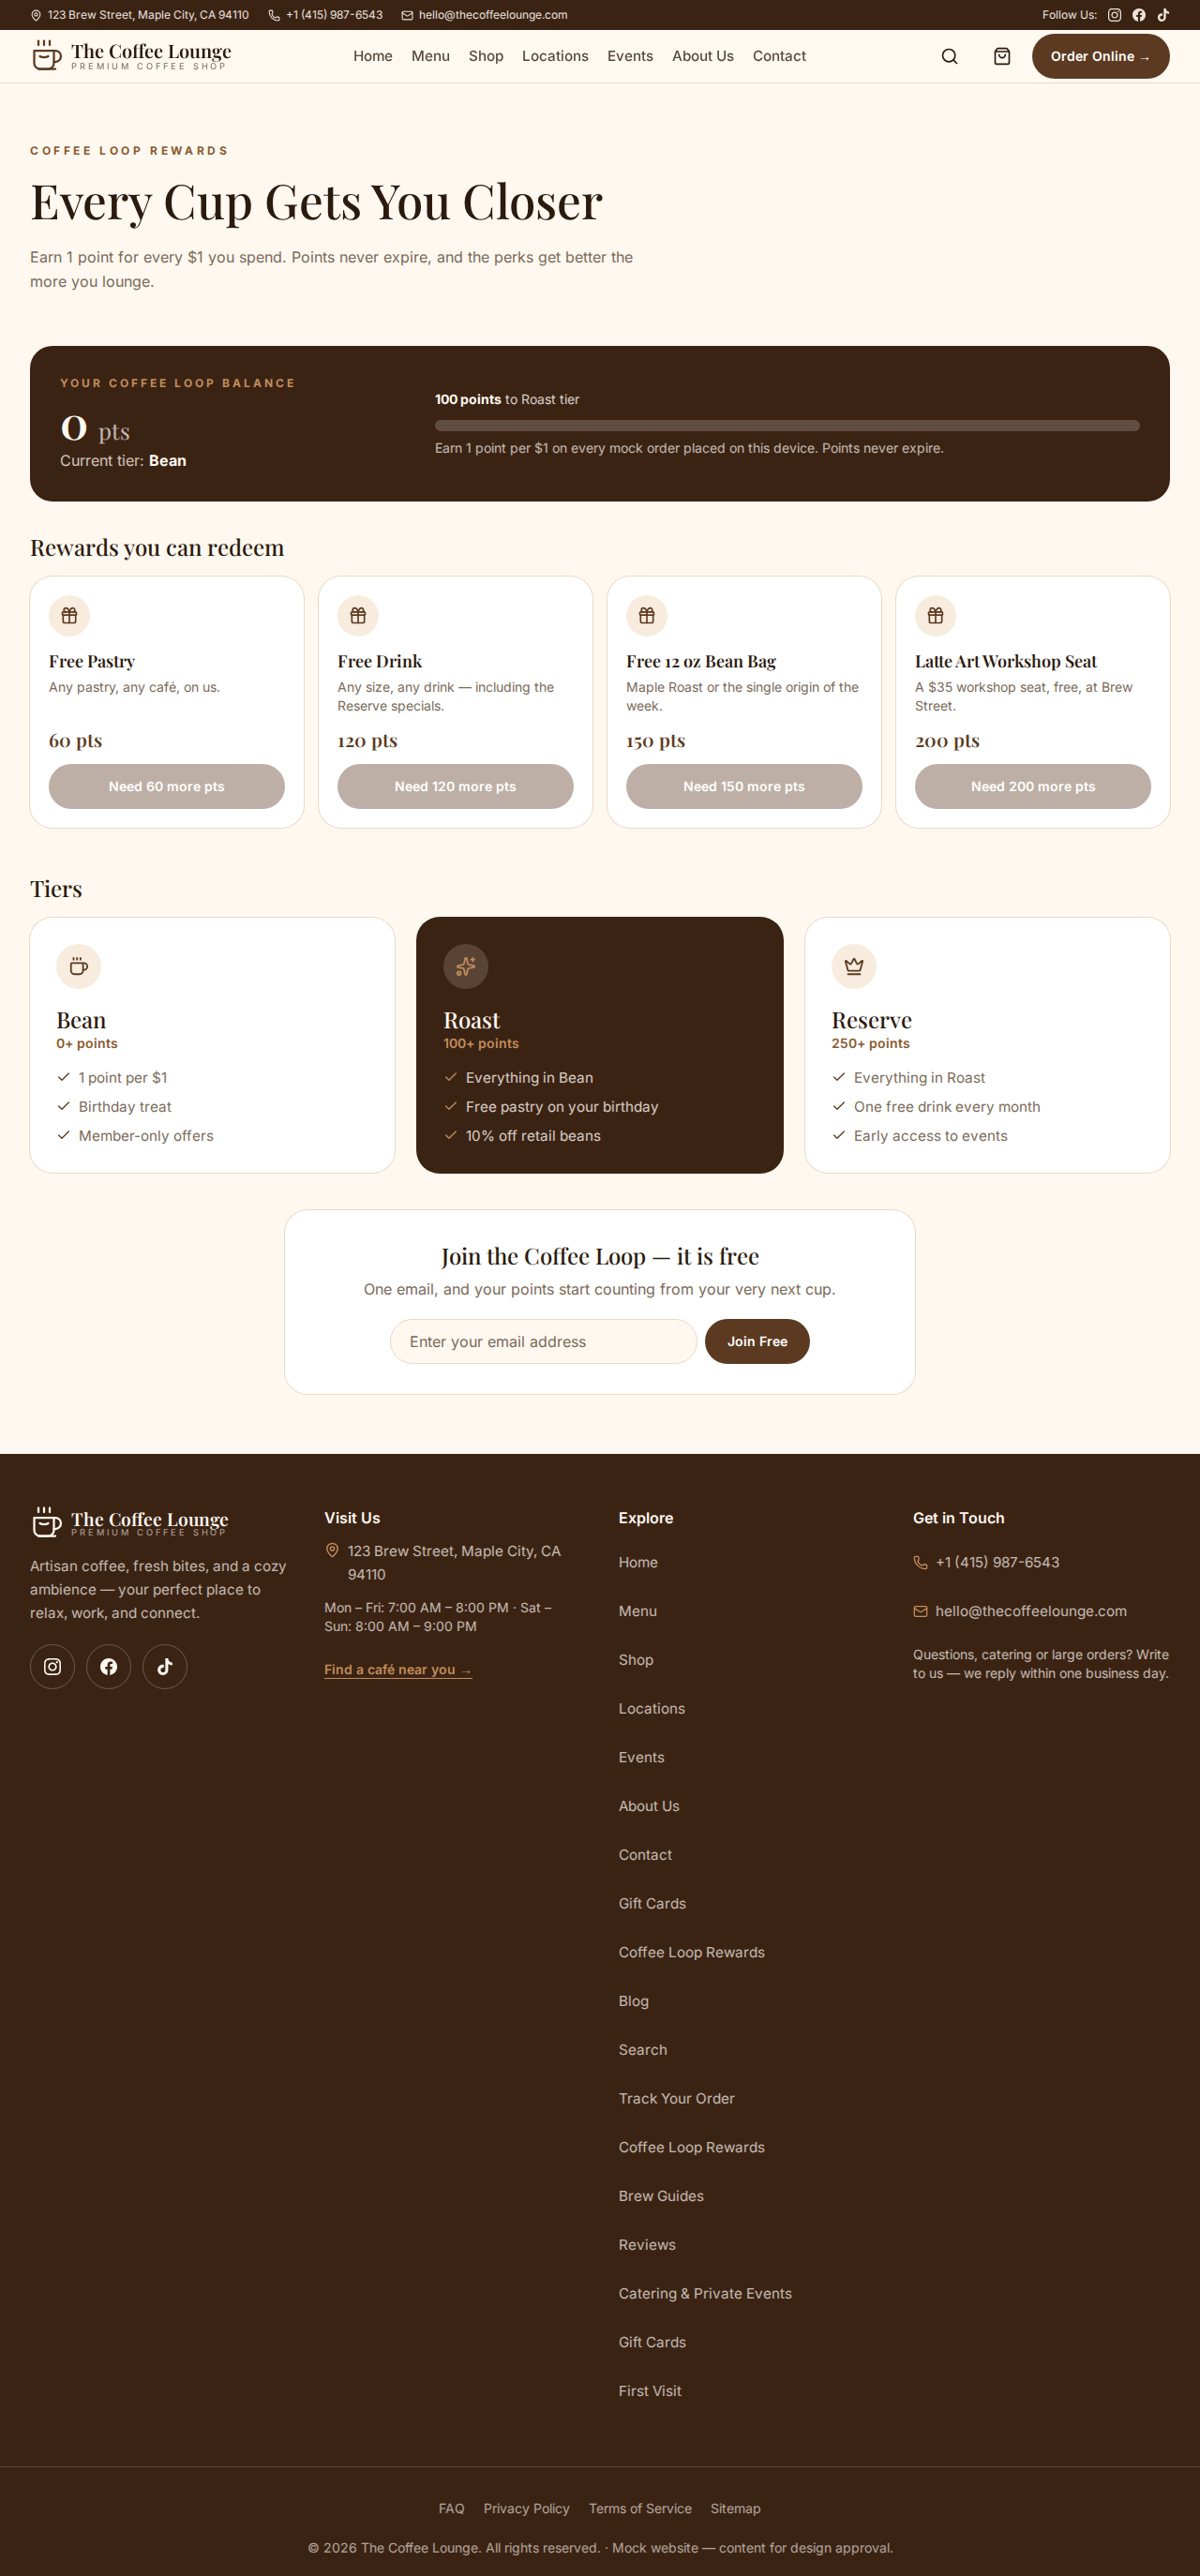 123 Brew Street, Maple City, CA 94110
+1 (415) 987-6543
hello@thecoffeelounge.com
Follow Us:
The Coffee Lounge
PREMIUM COFFEE SHOP
Home
Menu
Shop
Locations
Events
About Us
Contact
Order Online →
COFFEE LOOP REWARDS
Every Cup Gets You Closer
Earn 1 point for every $1 you spend. Points never expire, and the perks get better the
more you lounge.
YOUR COFFEE LOOP BALANCE
0 pts
Current tier: Bean
100 points to Roast tier
Earn 1 point per $1 on every mock order placed on this device. Points never expire.
Rewards you can redeem
Free Pastry
Any pastry, any café, on us.
60 pts
Need 60 more pts
Free Drink
Any size, any drink — including the
Reserve specials.
120 pts
Need 120 more pts
Free 12 oz Bean Bag
Maple Roast or the single origin of the
week.
150 pts
Need 150 more pts
Latte Art Workshop Seat
A $35 workshop seat, free, at Brew
Street.
200 pts
Need 200 more pts
Tiers
Bean
0+ points
1 point per $1
Birthday treat
Member-only offers
Roast
100+ points
Everything in Bean
Free pastry on your birthday
10% off retail beans
Reserve
250+ points
Everything in Roast
One free drink every month
Early access to events
Join the Coffee Loop — it is free
One email, and your points start counting from your very next cup.
Enter your email address
Join Free
The Coffee Lounge
PREMIUM COFFEE SHOP
Artisan coffee, fresh bites, and a cozy
ambience — your perfect place to
relax, work, and connect.
Visit Us
123 Brew Street, Maple City, CA
94110
Mon – Fri: 7:00 AM – 8:00 PM · Sat –
Sun: 8:00 AM – 9:00 PM
Find a café near you →
Explore
Home
Menu
Shop
Locations
Events
About Us
Contact
Gift Cards
Coffee Loop Rewards
Blog
Search
Track Your Order
Coffee Loop Rewards
Brew Guides
Reviews
Catering & Private Events
Gift Cards
First Visit
Get in Touch
+1 (415) 987-6543
hello@thecoffeelounge.com
Questions, catering or large orders? Write
to us — we reply within one business day.
FAQ
Privacy Policy
Terms of Service
Sitemap
© 2026 The Coffee Lounge. All rights reserved. · Mock website — content for design approval.